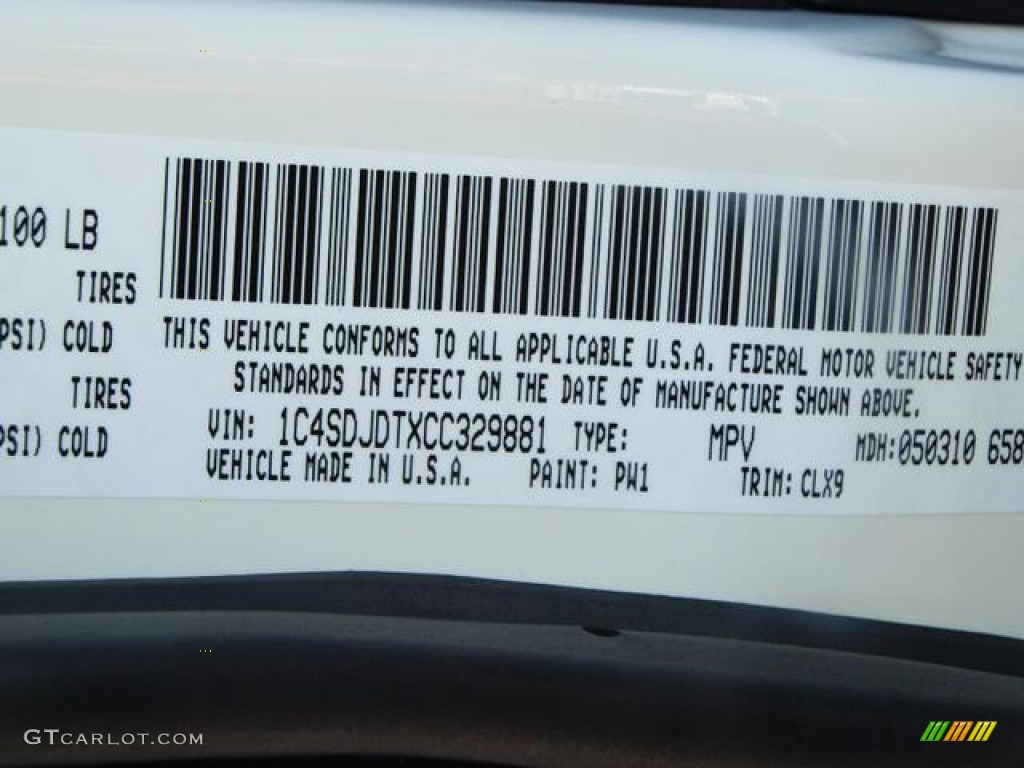 100 LB
TIRES
PSI) COLD
TIRES
PSI) COLD
THIS VEHICLE CONFORMS TO ALL APPLICABLE U.S.A. FEDERAL MOTOR VEHICLE SAFETY
STANDARDS IN EFFECT ON THE DATE OF MANUFACTURE SHOWN ABOVE.
VIN: 1C4SDJDTXCC329881 TYPE: MPV MDH:050310 658
VEHICLE MADE IN U.S.A. PAINT: PW1 TRIM: CLX9
GTCARLOT.COM